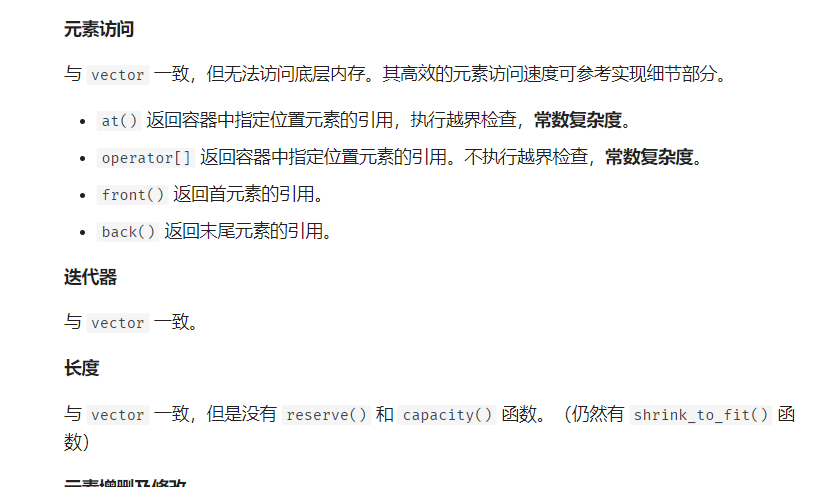 元素访问
与 vector 一致，但无法访问底层内存。其高效的元素访问速度可参考实现细节部分。
at() 返回容器中指定位置元素的引用，执行越界检查，常数复杂度。
operator[] 返回容器中指定位置元素的引用。不执行越界检查，常数复杂度。
front() 返回首元素的引用。
back() 返回末尾元素的引用。
迭代器
与 vector 一致。
长度
与 vector 一致，但是没有 reserve() 和 capacity() 函数。（仍然有 shrink_to_fit() 函
数）
元素增删及修改